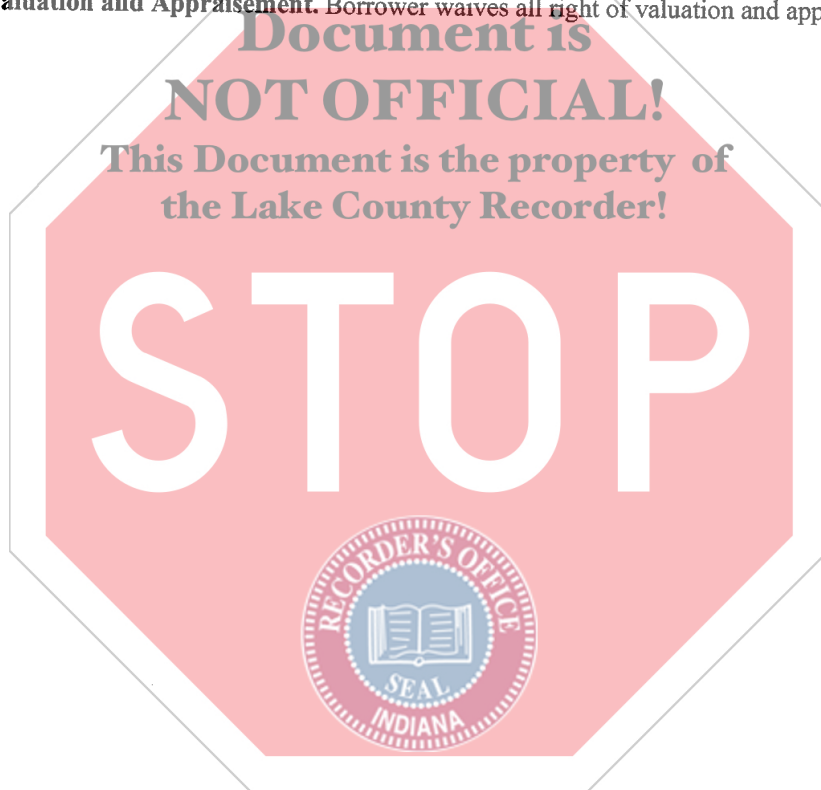 aluation and Appraisement. Borrower waives all right of valuation and app
Document is
NOT OFFICIAL!
This Document is the property of
the Lake County Recorder!
STOP
RECORDER'S OFFICE
SEAL
INDIANA